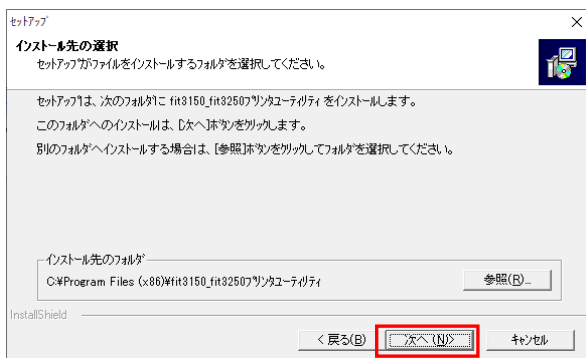 セットアップ
インストール先の選択
セットアップがファイルをインストールするフォルダを選択してください。
セットアップは、次のフォルダに fit3150_fit3250プリンタユーティリティ をインストールします。
このフォルダへのインストールは、[次へ]ボタンをクリックします。
別のフォルダへインストールする場合は、[参照]ボタンをクリックしてフォルダを選択してください。
インストール先のフォルダ
C:¥Program Files (x86)¥fit3150_fit3250プリンタユーティリティ
参照(R)...
InstallShield
< 戻る(B)
次へ (N)>
キャンセル